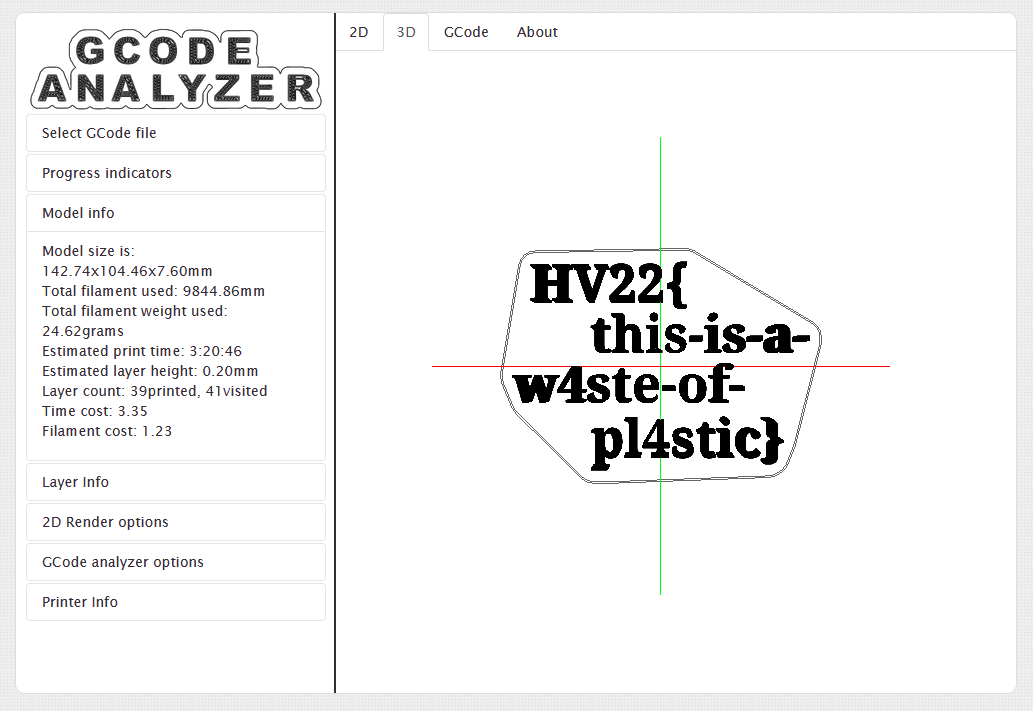 GCODE
ANALYZER
Select GCode file
Progress indicators
Model info
Model size is:
142.74x104.46x7.60mm
Total filament used: 9844.86mm
Total filament weight used:
24.62grams
Estimated print time: 3:20:46
Estimated layer height: 0.20mm
Layer count: 39printed, 41visited
Time cost: 3.35
Filament cost: 1.23
Layer Info
2D Render options
GCode analyzer options
Printer Info
2D 3D GCode About
HV22{
this-is-a-
w4ste-of-
pl4stic}